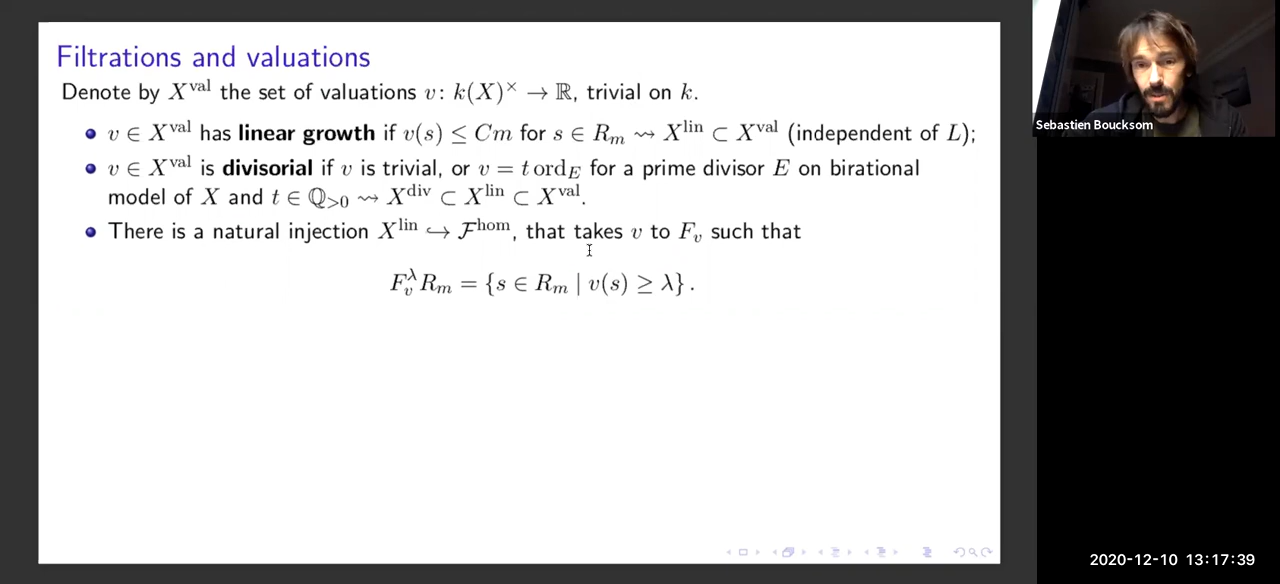 Filtrations and valuations
Denote by X^val the set of valuations v: k(X)^× → ℝ, trivial on k.
• v ∈ X^val has linear growth if v(s) ≤ Cm for s ∈ R_m ⇝ X^lin ⊂ X^val (independent of L);
• v ∈ X^val is divisorial if v is trivial, or v = t ord_E for a prime divisor E on birational
model of X and t ∈ ℚ_{>0} ⇝ X^div ⊂ X^lin ⊂ X^val.
• There is a natural injection X^lin ↪ ℱ^hom, that takes v to F_v such that
F_v^λ R_m = {s ∈ R_m | v(s) ≥ λ}.
Sebastien Boucksom
2020-12-10 13:17:39